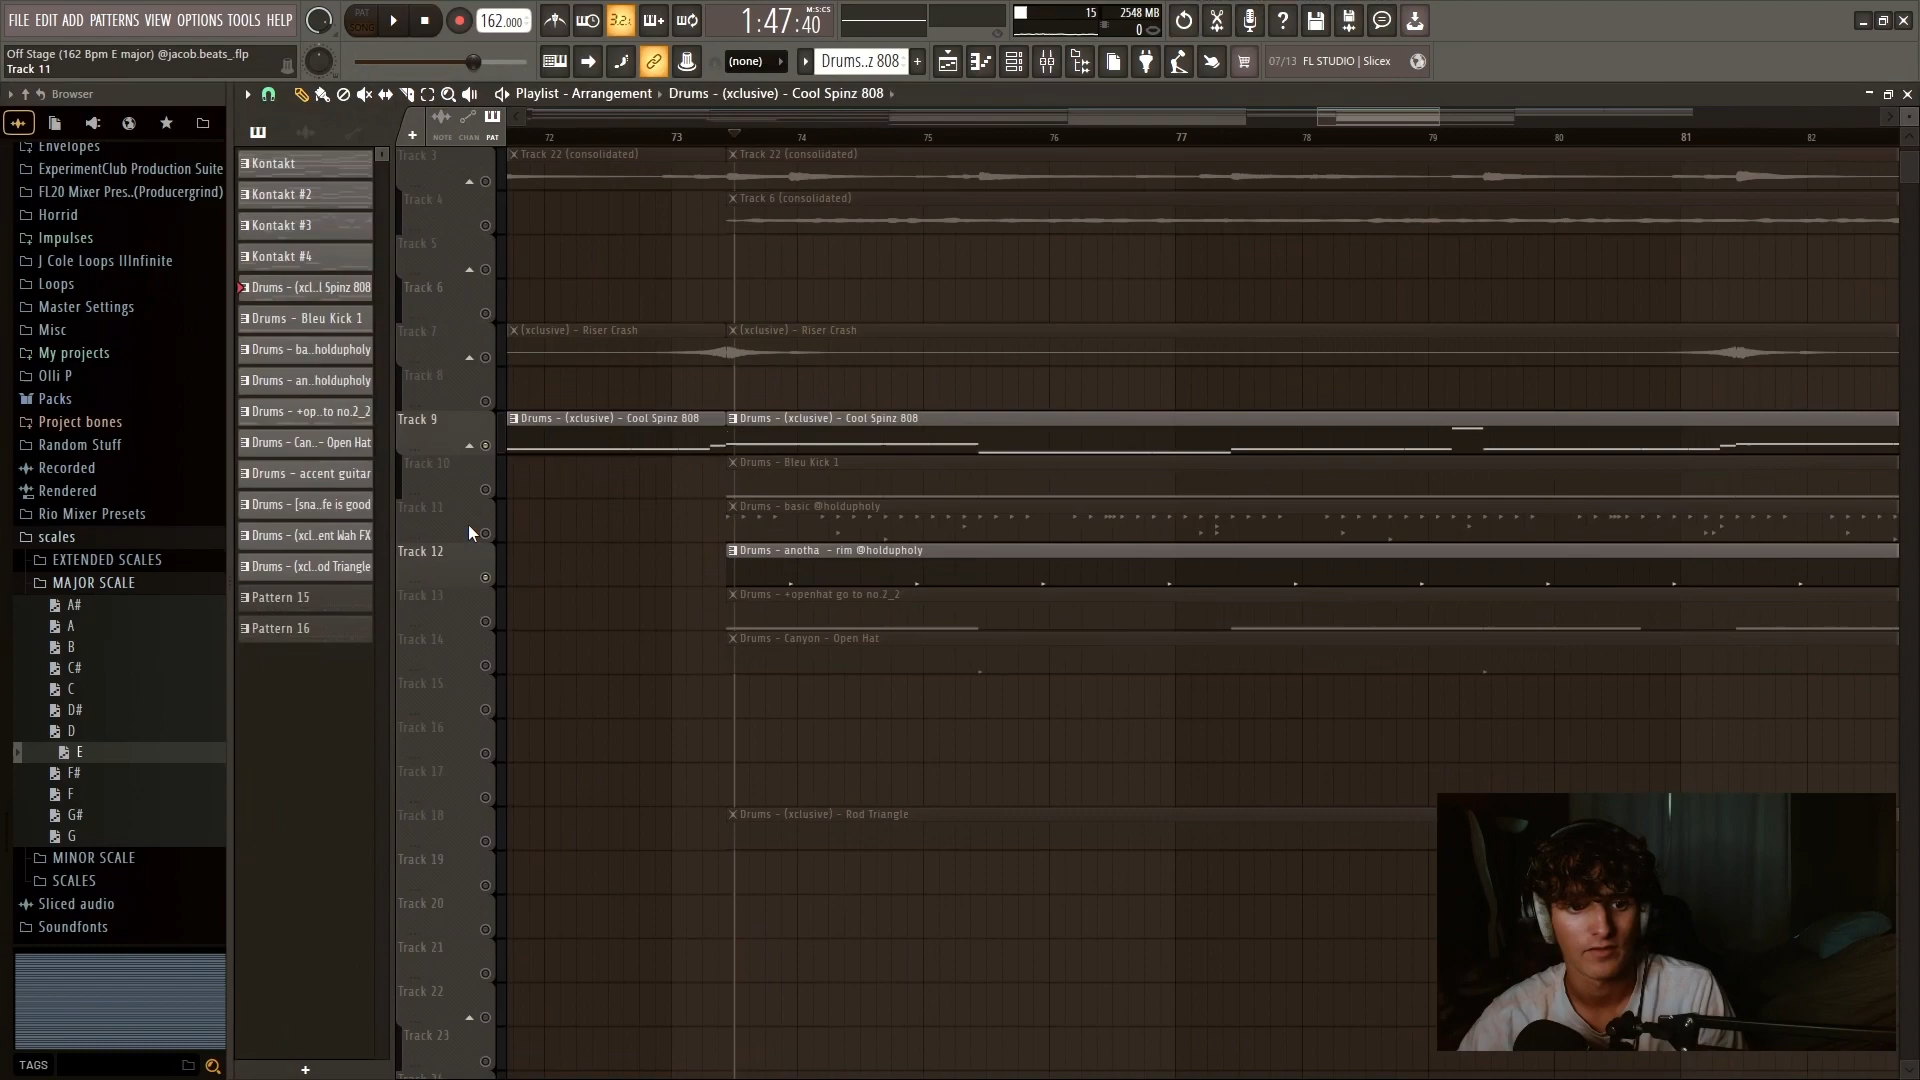 FILE EDIT ADD PATTERNS VIEW OPTIONS TOOLS HELP
PAT
SONG
162.000
3.2.
1:47:40
M:S:CS
15
2548 MB
0
Off Stage (162 Bpm E major) @jacob.beats_.flp
Track 11
(none)
Drums..z 808
07/13 FL STUDIO | Slicex
Browser
Playlist - Arrangement
Drums - (xclusive) - Cool Spinz 808
NOTE CHAN PAT
72 73 74 75 76 77 78 79 80 81 82
Envelopes
ExperimentClub Production Suite
FL20 Mixer Pres..(Producergrind)
Horrid
Impulses
J Cole Loops IIInfinite
Loops
Master Settings
Misc
My projects
Olli P
Packs
Project bones
Random Stuff
Recorded
Rendered
Rio Mixer Presets
scales
EXTENDED SCALES
MAJOR SCALE
A#
A
B
C#
C
D#
D
E
F#
F
G#
G
MINOR SCALE
SCALES
Sliced audio
Soundfonts
TAGS
Kontakt
Kontakt #2
Kontakt #3
Kontakt #4
Drums - (xcl..l Spinz 808
Drums - Bleu Kick 1
Drums - ba..holdupholy
Drums - an..holdupholy
Drums - +op..to no.2_2
Drums - Can..- Open Hat
Drums - accent guitar
Drums - [sna..fe is good
Drums - (xcl..ent Wah FX
Drums - (xcl..od Triangle
Pattern 15
Pattern 16
Track 3
Track 22 (consolidated)
Track 22 (consolidated)
Track 4
Track 6 (consolidated)
Track 5
Track 6
Track 7
(xclusive) - Riser Crash
(xclusive) - Riser Crash
Track 8
Track 9
Drums - (xclusive) - Cool Spinz 808
Drums - (xclusive) - Cool Spinz 808
Track 10
Drums - Bleu Kick 1
Track 11
Drums - basic @holdupholy
Track 12
Drums - anotha - rim @holdupholy
Track 13
Drums - +openhat go to no.2_2
Track 14
Drums - Canyon - Open Hat
Track 15
Track 16
Track 17
Track 18
Drums - (xclusive) - Rod Triangle
Track 19
Track 20
Track 21
Track 22
Track 23